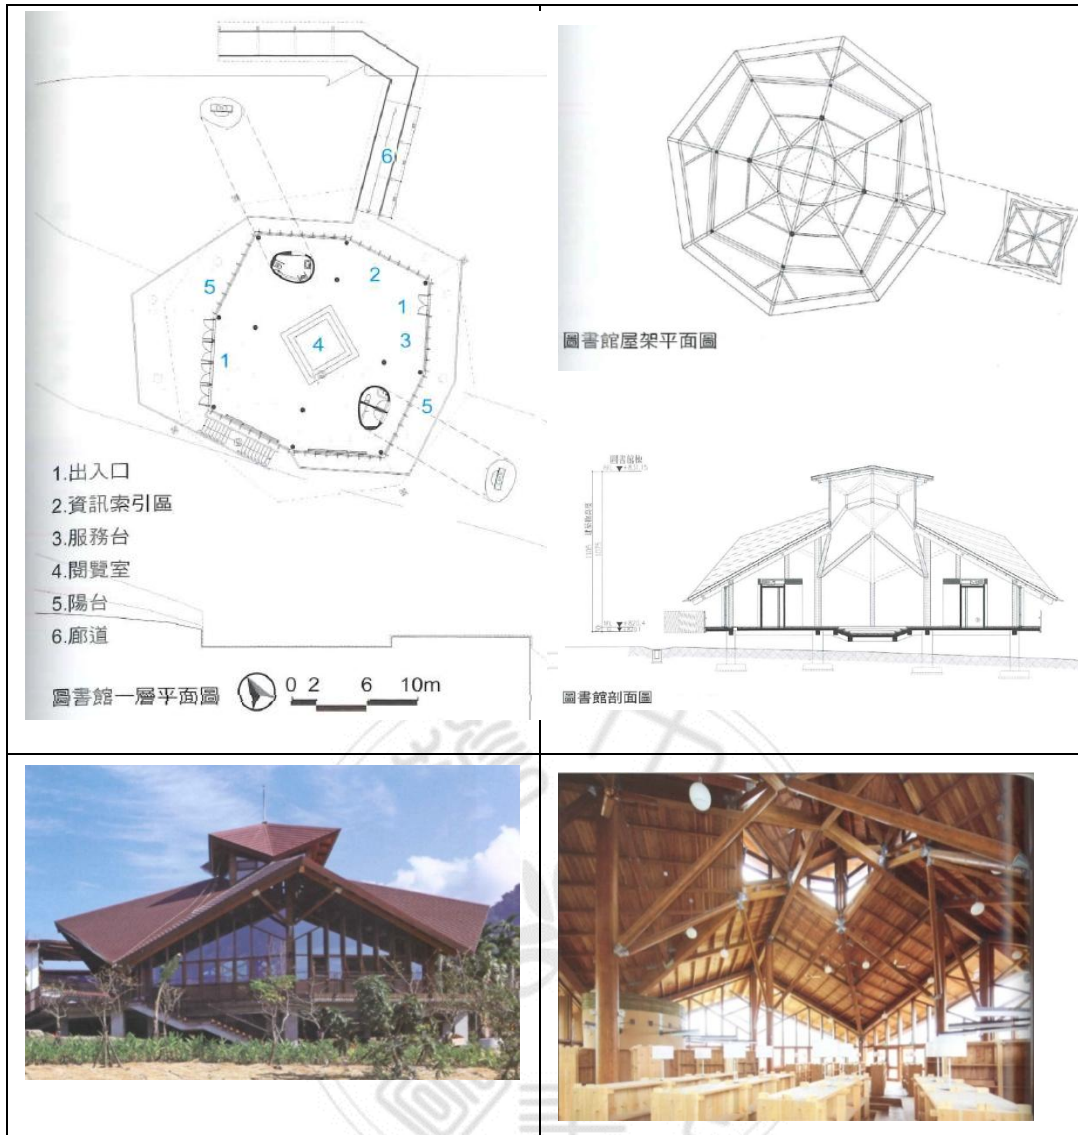 6
2
5
1
3
4
1
5
1.出入口
2.資訊索引區
3.服務台
4.閱覽室
5.陽台
6.廊道
圖書館一層平面圖
0 2 6 10m
圖書館屋架平面圖
圖書館剖面圖